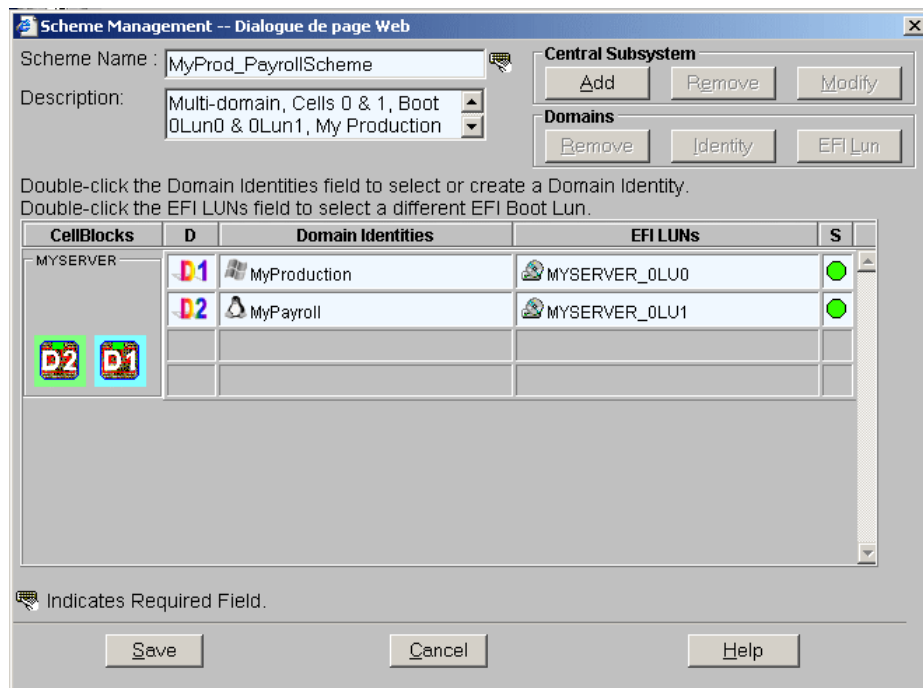 Scheme Management -- Dialogue de page Web
Scheme Name :
MyProd_PayrollScheme
Description:
Multi-domain, Cells 0 & 1, Boot
0Lun0 & 0Lun1, My Production
Central Subsystem
Add
Remove
Modify
Domains
Remove
Identity
EFI Lun
Double-click the Domain Identities field to select or create a Domain Identity.
Double-click the EFI LUNs field to select a different EFI Boot Lun.
CellBlocks
D
Domain Identities
EFI LUNs
S
MYSERVER
D2
D1
D1
MyProduction
MYSERVER_0LU0
D2
MyPayroll
MYSERVER_0LU1
Indicates Required Field.
Save
Cancel
Help